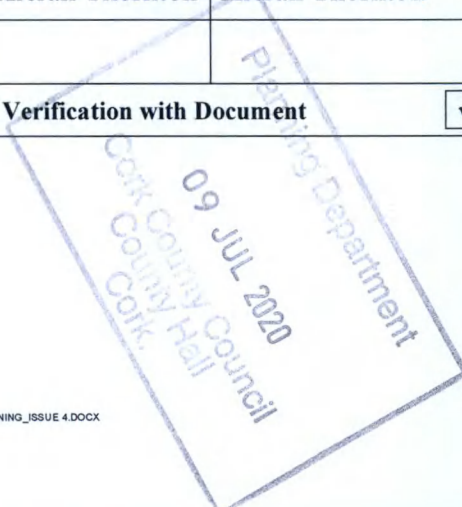 Verification with Document
Planning Department
09 JUL 2020
Cork County Council
County Hall
Cork.
NING_ISSUE 4.DOCX